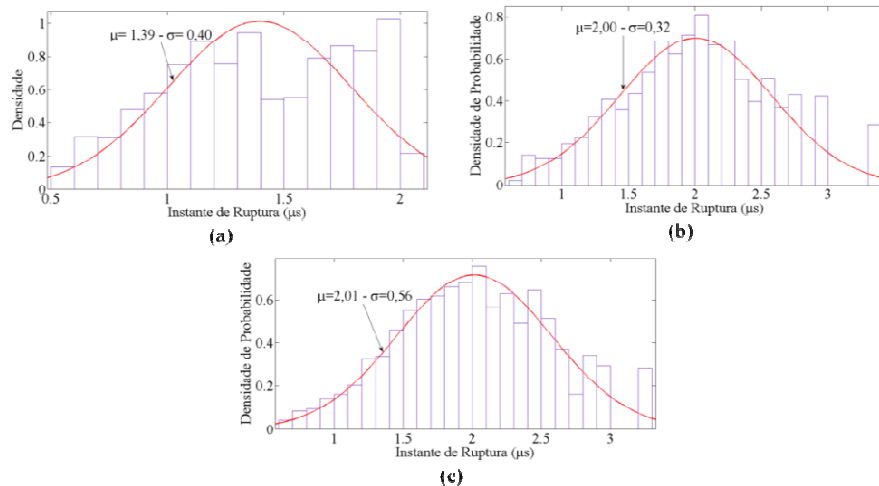 μ= 1.39 - σ= 0,40
Densidade
1
0.8
0.6
0.4
0.2
0
0.5
1
1.5
2
Instante de Ruptura (μs)
(a)
μ=2,00 - σ=0,32
Densidade de Probabilidade
0.8
0.6
0.4
0.2
0
1
1.5
2
2.5
3
Instante de Ruptura (μs)
(b)
μ=2,01 - σ=0,56
Densidade de Probabilidade
0.6
0.4
0.2
0
1
1.5
2
2.5
3
Instante de Ruptura (μs)
(c)